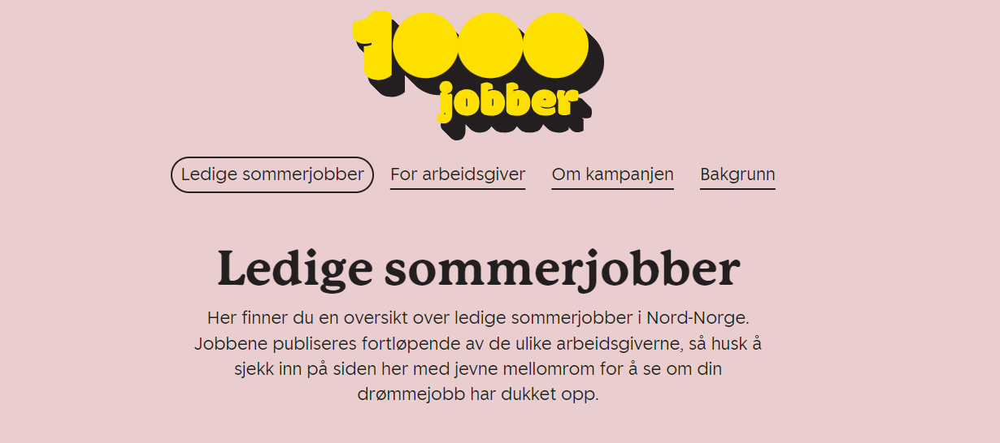 1000
jobber
Ledige sommerjobber For arbeidsgiver Om kampanjen Bakgrunn
Ledige sommerjobber
Her finner du en oversikt over ledige sommerjobber i Nord-Norge.
Jobbene publiseres fortløpende av de ulike arbeidsgiverne, så husk å
sjekk inn på siden her med jevne mellomrom for å se om din
drømmejobb har dukket opp.